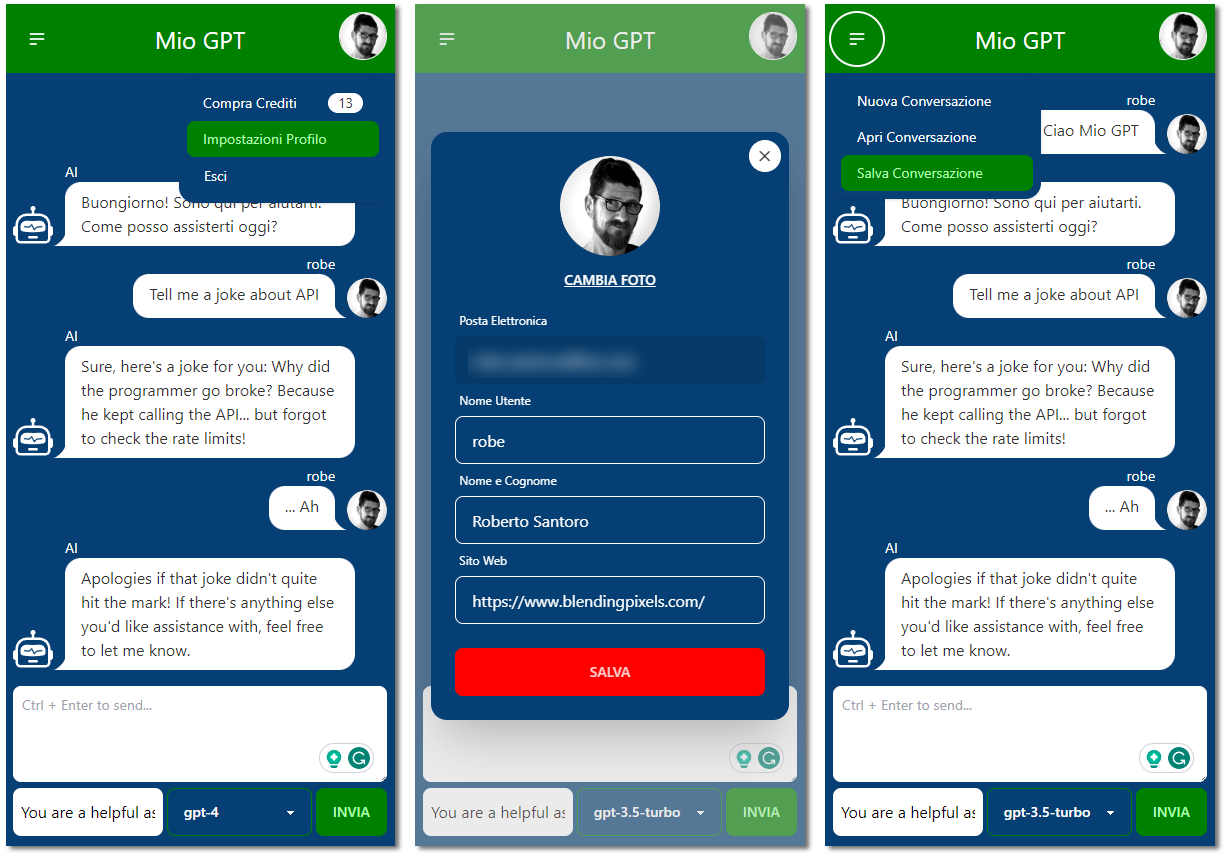 Mio GPT
Compra Crediti 13
Impostazioni Profilo
Esci
AI
Buongiorno! Sono qui per aiutarti.
Come posso assisterti oggi?
robe
Tell me a joke about API
AI
Sure, here's a joke for you: Why did
the programmer go broke? Because
he kept calling the API... but forgot
to check the rate limits!
robe
... Ah
AI
Apologies if that joke didn't quite
hit the mark! If there's anything else
you'd like assistance with, feel free
to let me know.
Ctrl + Enter to send...
You are a helpful as
gpt-4
INVIA
Mio GPT
CAMBIA FOTO
Posta Elettronica
Nome Utente
robe
Nome e Cognome
Roberto Santoro
Sito Web
https://www.blendingpixels.com/
SALVA
You are a helpful as
gpt-3.5-turbo
INVIA
Mio GPT
Nuova Conversazione
Apri Conversazione
Salva Conversazione
robe
Ciao Mio GPT
Buongiorno! Sono qui per aiutarti.
Come posso assisterti oggi?
robe
Tell me a joke about API
AI
Sure, here's a joke for you: Why did
the programmer go broke? Because
he kept calling the API... but forgot
to check the rate limits!
robe
... Ah
AI
Apologies if that joke didn't quite
hit the mark! If there's anything else
you'd like assistance with, feel free
to let me know.
Ctrl + Enter to send...
You are a helpful as
gpt-3.5-turbo
INVIA